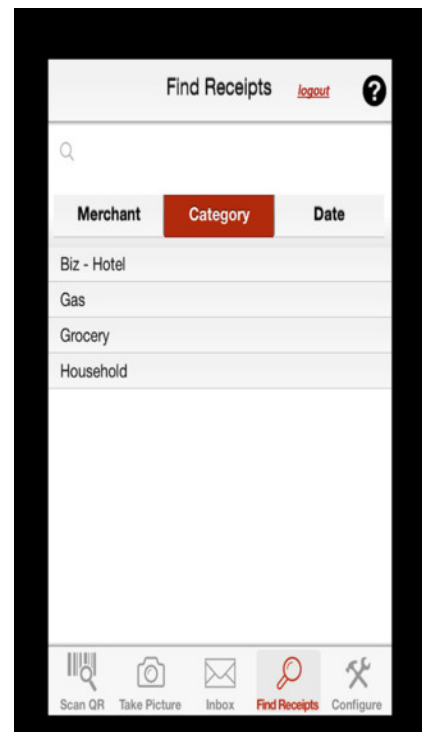 Find Receipts logout ?
Merchant Category Date
Biz - Hotel
Gas
Grocery
Household
Scan QR Take Picture Inbox Find Receipts Configure